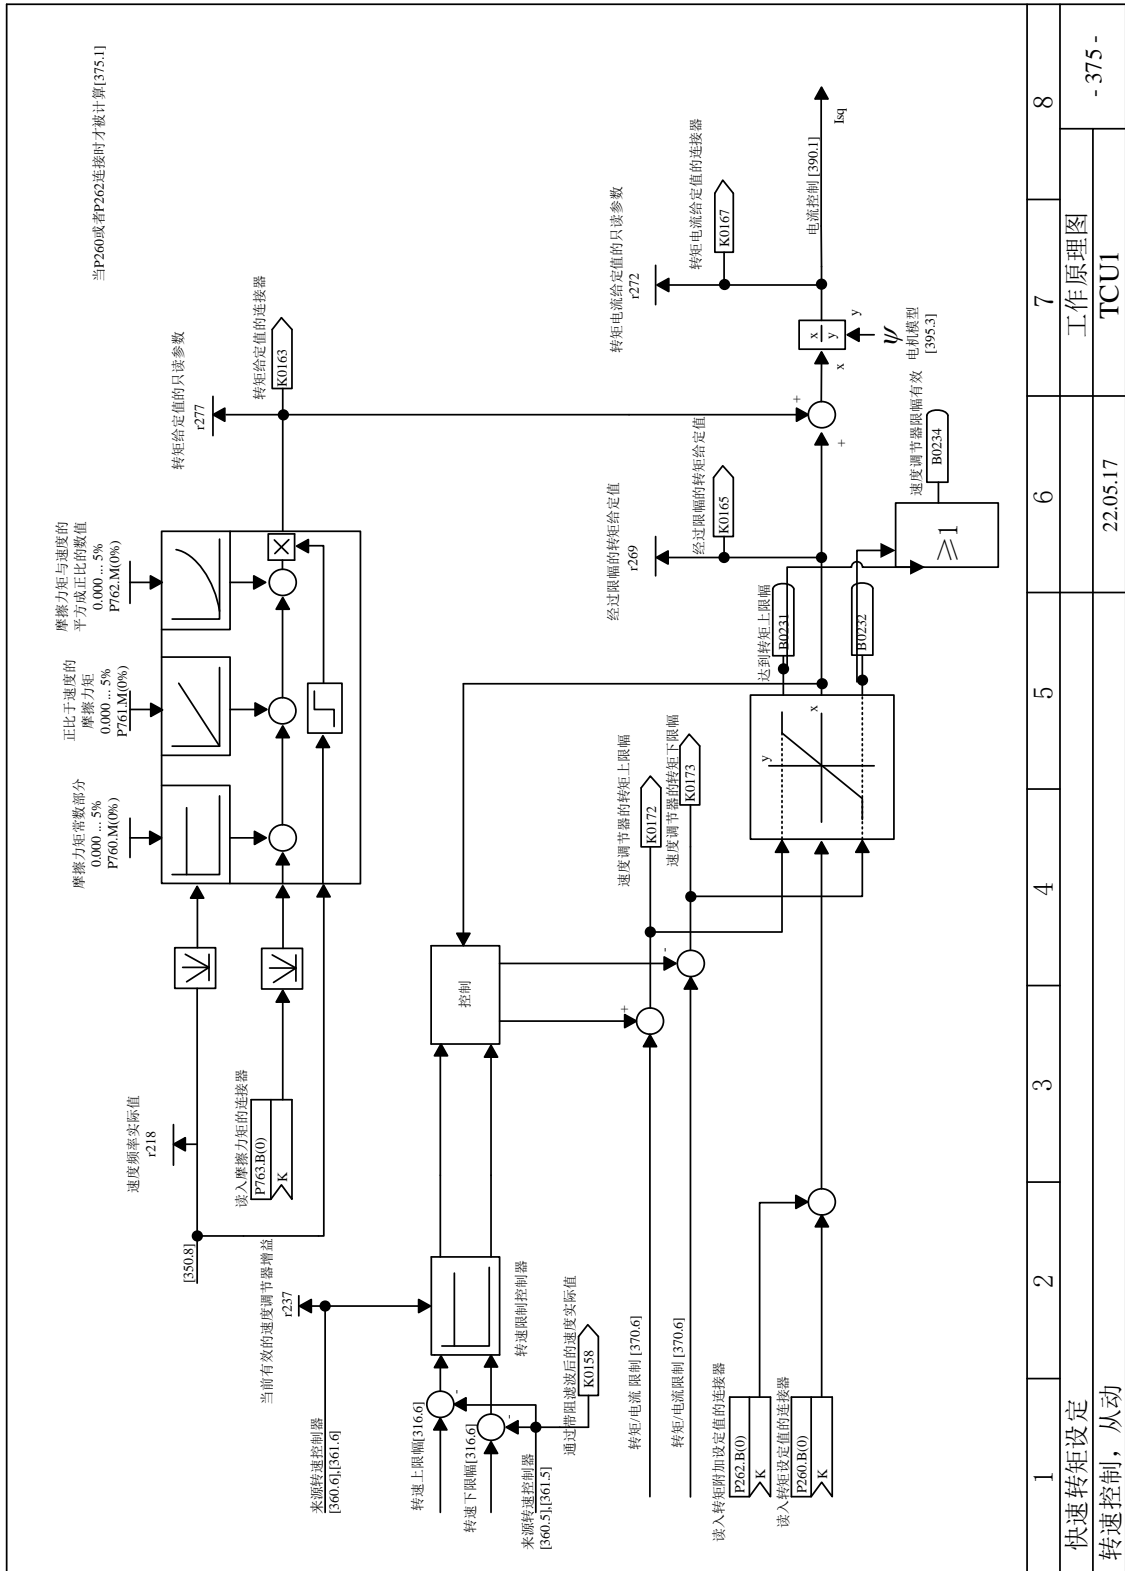 当P260或者P262连接时才被计算[375.1]
摩擦力矩常数部分
0.000 ... 5%
P760.M(0%)
正比于速度的
摩擦力矩
0.000 ... 5%
P761.M(0%)
摩擦力矩与速度的
平方成正比的数值
0.000 ... 5%
P762.M(0%)
转矩给定值的只读参数
r277
转矩给定值的连接器
K0163
速度频率实际值
r218
[350.8]
读入摩擦力矩的连接器
P763.B(0)
K
当前有效的速度调节器增益
r237
来源转速控制器
[360.6],[361.6]
转速上限幅[316.6]
转速下限幅[316.6]
来源转速控制器
[360.5],[361.5]
转速限制控制器
通过带阻滤波后的速度实际值
K0158
-
-
控制
+
-
转矩/电流 限制 [370.6]
转矩/电流限制 [370.6]
速度调节器的转矩上限幅
K0172
速度调节器的转矩下限幅
K0173
读入转矩附加设定值的连接器
P262.B(0)
K
读入转矩设定值的连接器
P260.B(0)
K
y
x
达到转矩上限幅
B0231
B0232
经过限幅的转矩给定值
r269
经过限幅的转矩给定值
K0165
≥1
速度调节器限幅有效
B0234
+
+
x
x
y
y
ψ
电机模型
[395.3]
转矩电流给定值的只读参数
r272
转矩电流给定值的连接器
K0167
电流控制 [390.1]
Isq
1 2 3 4 5 6 7 8
快速转矩设定
转速控制，从动
22.05.17
工作原理图
TCU1
- 375 -